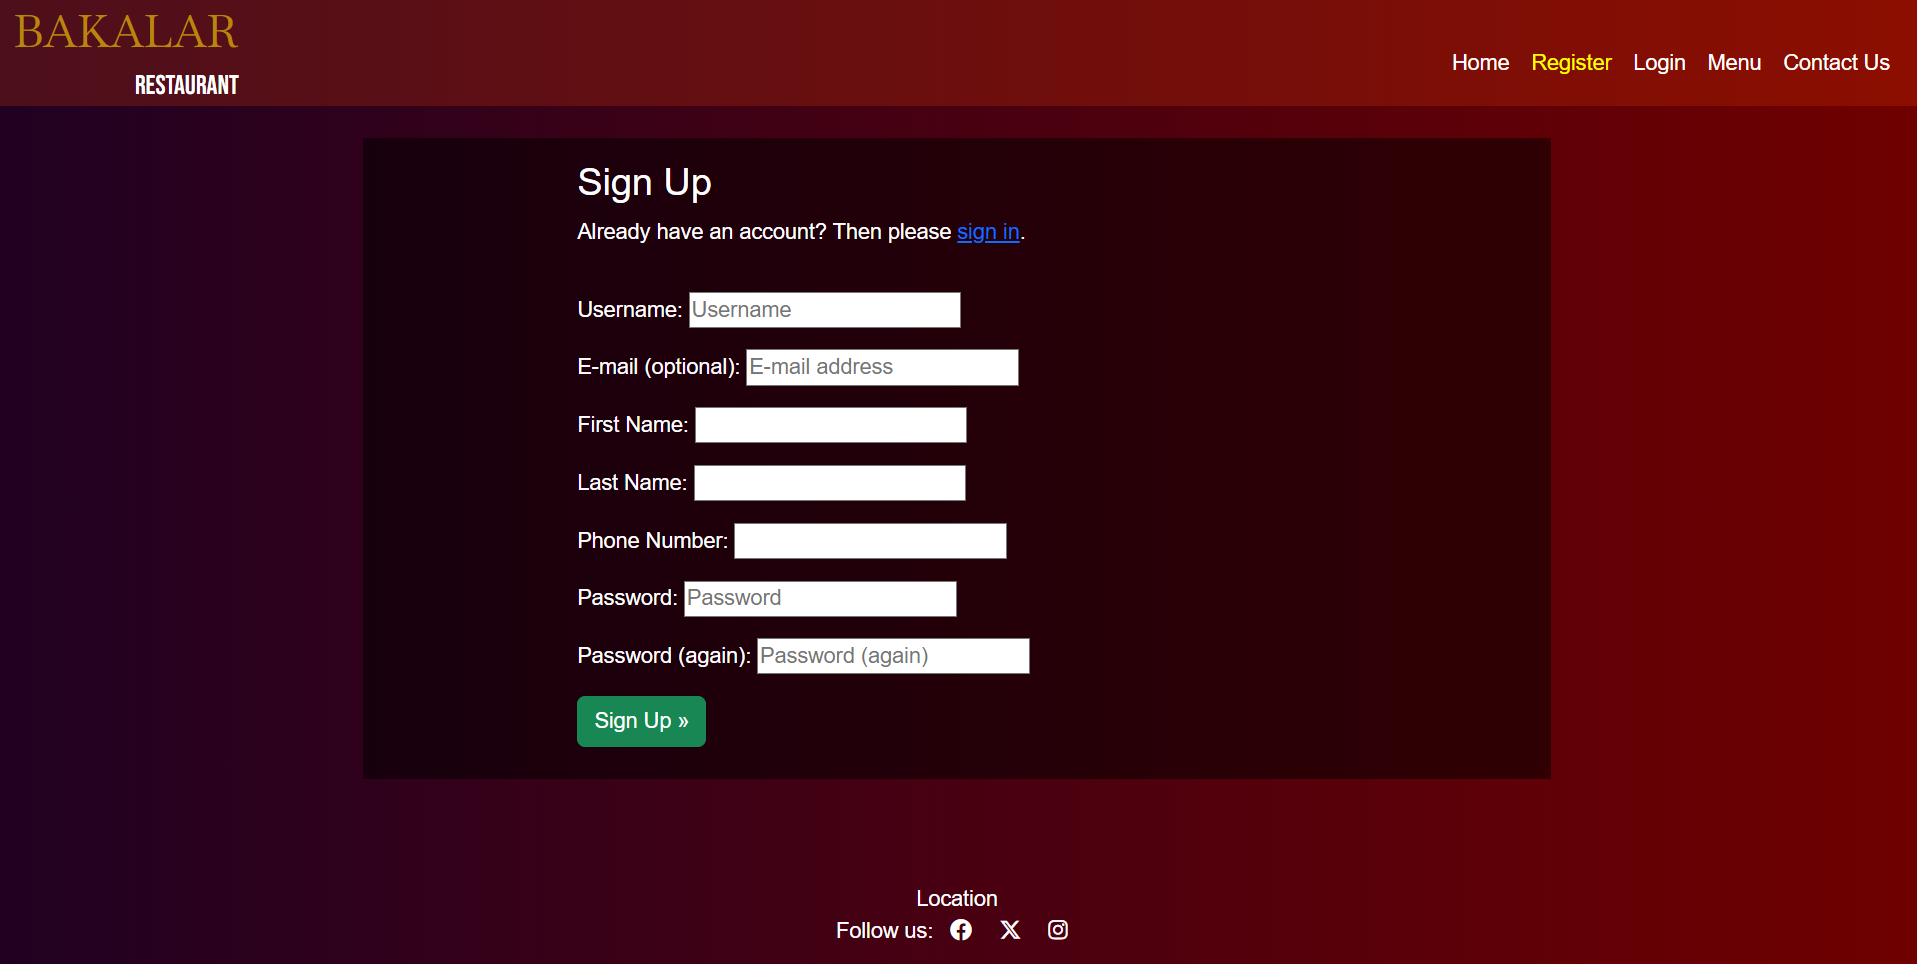 BAKALAR
RESTAURANT
Home Register Login Menu Contact Us
Sign Up
Already have an account? Then please sign in.
Username: Username
E-mail (optional): E-mail address
First Name:
Last Name:
Phone Number:
Password: Password
Password (again): Password (again)
Sign Up »
Location
Follow us: